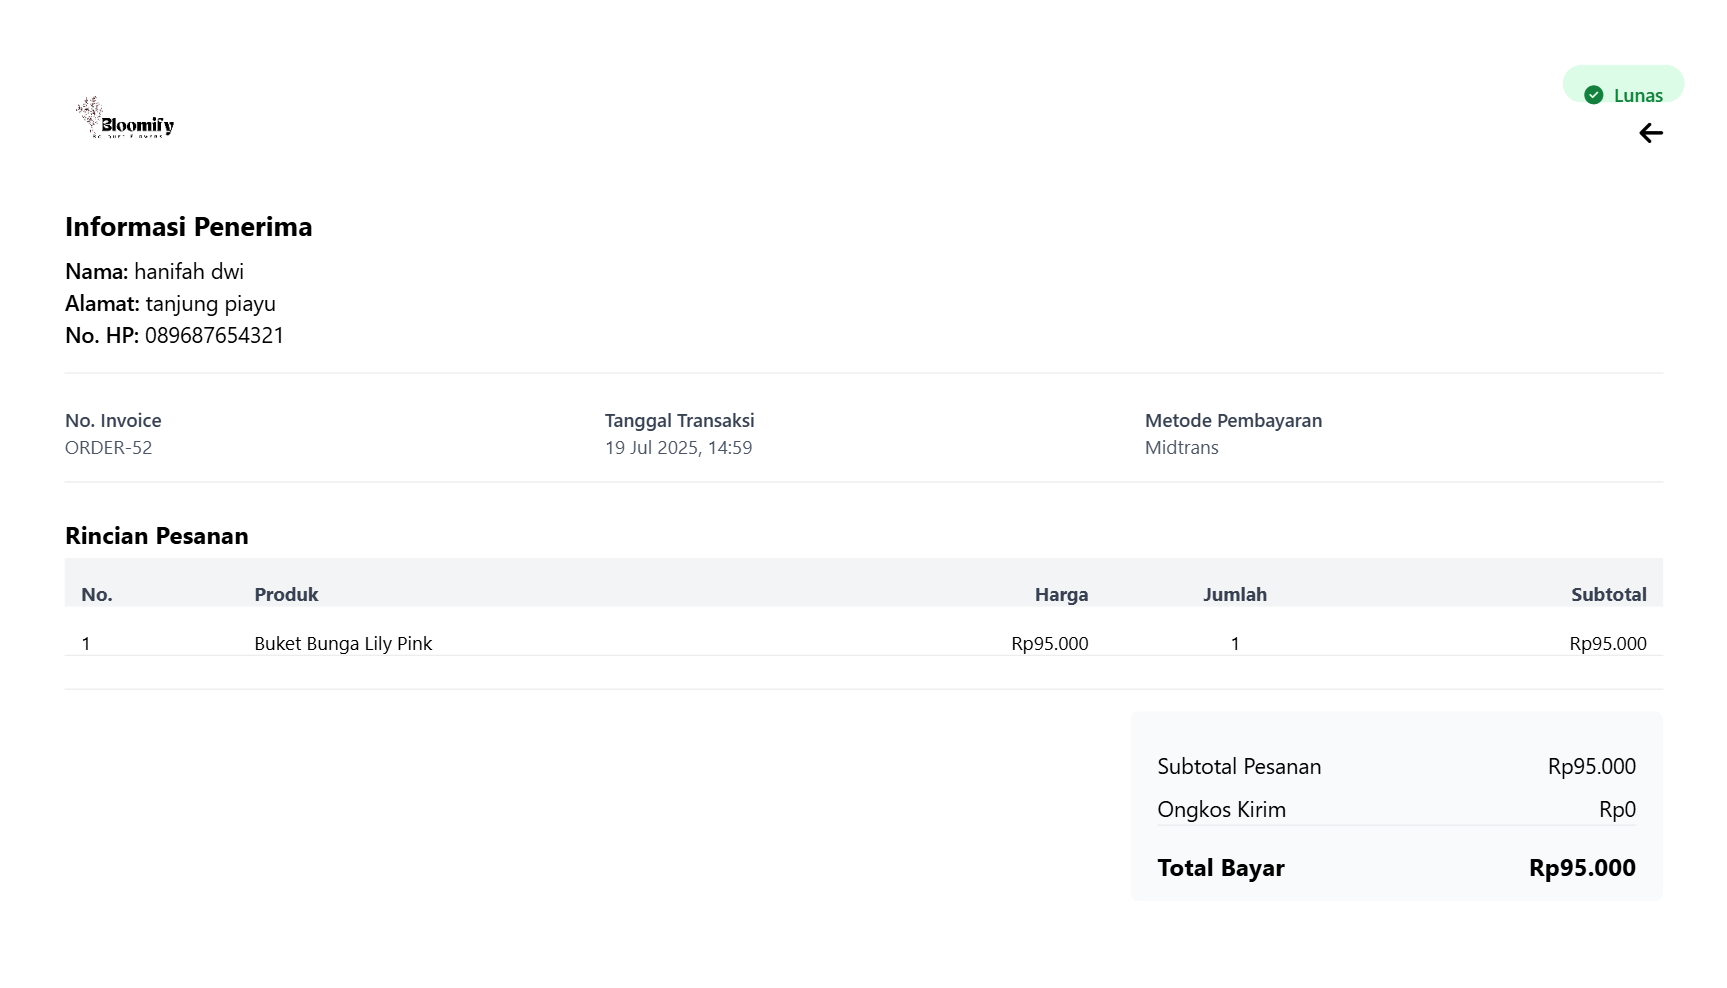 Bloomify
Lunas
Informasi Penerima
Nama: hanifah dwi
Alamat: tanjung piayu
No. HP: 089687654321
No. Invoice Tanggal Transaksi Metode Pembayaran
ORDER-52 19 Jul 2025, 14:59 Midtrans
Rincian Pesanan
No. Produk Harga Jumlah Subtotal
1 Buket Bunga Lily Pink Rp95.000 1 Rp95.000
Subtotal Pesanan Rp95.000
Ongkos Kirim Rp0
Total Bayar Rp95.000